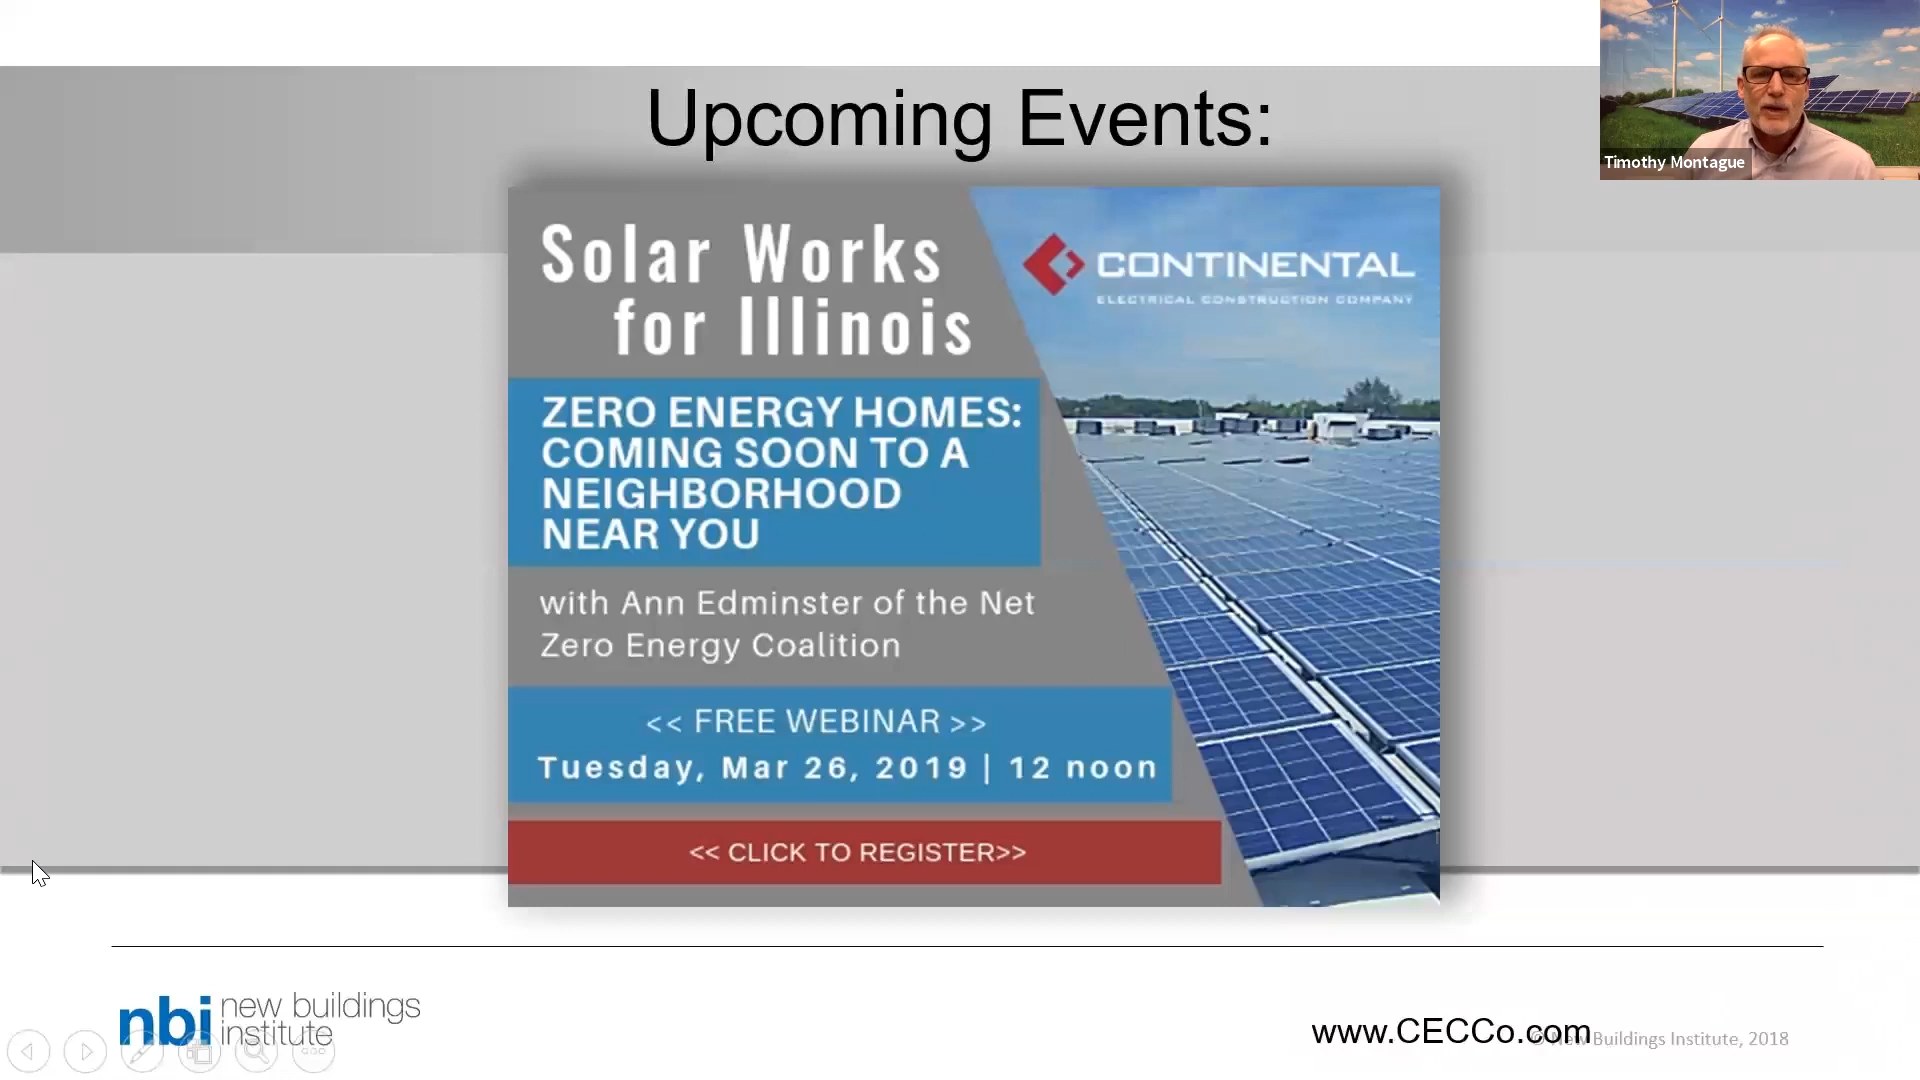 Upcoming Events:
Timothy Montague
Solar Works
for Illinois
CONTINENTAL
ELECTRICAL CONSTRUCTION COMPANY
ZERO ENERGY HOMES:
COMING SOON TO A
NEIGHBORHOOD
NEAR YOU
with Ann Edminster of the Net
Zero Energy Coalition
<< FREE WEBINAR >>
Tuesday, Mar 26, 2019 | 12 noon
<< CLICK TO REGISTER>>
nbi new buildings
institute
www.CECCo.com
© New Buildings Institute, 2018